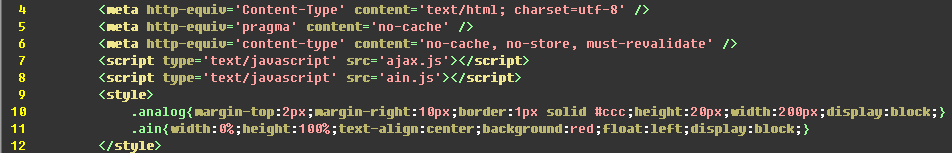 4 <meta http-equiv='Content-Type' content='text/html; charset=utf-8' />
5 <meta http-equiv='pragma' content='no-cache' />
6 <meta http-equiv='content-type' content='no-cache, no-store, must-revalidate' />
7 <script type='text/javascript' src='ajax.js'></script>
8 <script type='text/javascript' src='ain.js'></script>
9 <style>
10 .analog{margin-top:2px;margin-right:10px;border:1px solid #ccc;height:20px;width:200px;display:block;}
11 .ain{width:0%;height:100%;text-align:center;background:red;float:left;display:block;}
12 </style>